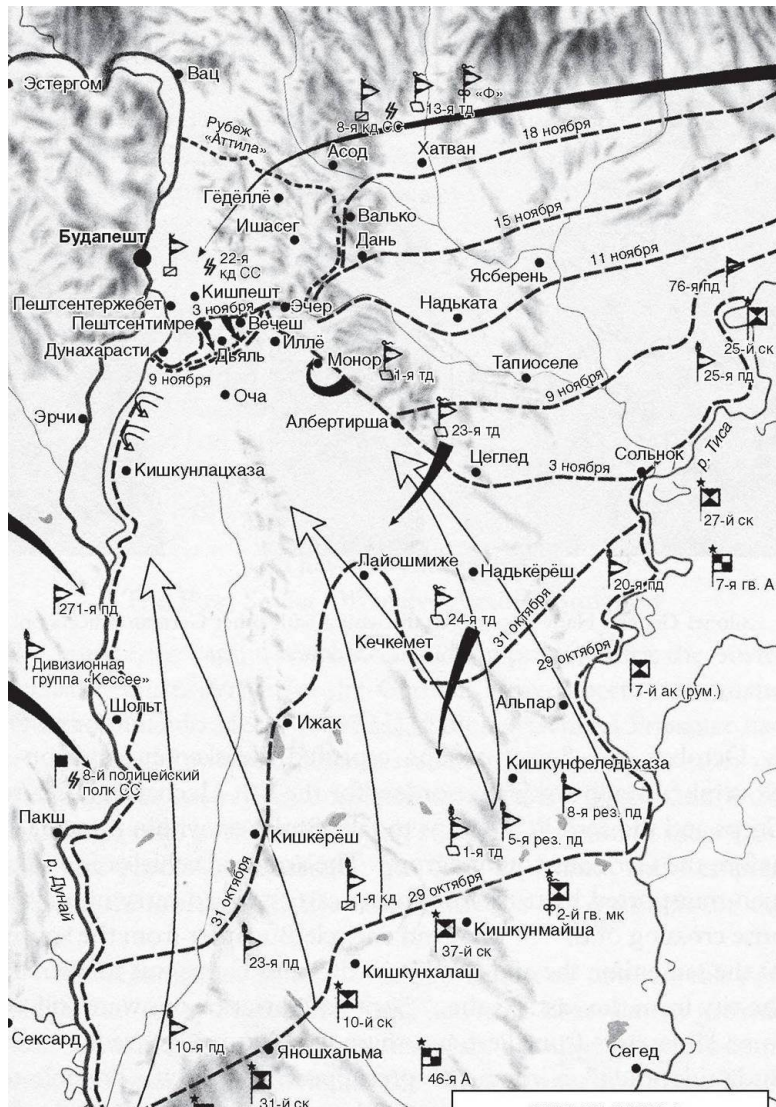 Эстергом
Вац
8-я кд СС
13-я тд
«Ф»
Рубеж
«Аттила»
Асод
Хатван
18 ноября
Гёдёллё
Валько
15 ноября
Ишасег
Дань
Будапешт
22-я
кд СС
11 ноября
Ясберень
76-я пд
Кишпешт
Пештсентержебет
3 ноября
Эчер
Надьката
Пештсентимре
Вечеш
25-й ск
Дьяль
Иллё
Дунахарасти
Монор
1-я тд
Тапиоселе
25-я пд
9 ноября
9 ноября
Оча
Эрчи
Албертирша
23-я тд
Цеглед
Сольнок
р. Тиса
3 ноября
Кишкунлацхаза
27-й ск
Лайошмиже
Надькёрёш
20-я пд
7-я гв. А
271-я пд
24-я тд
31 октября
Кечкемет
29 октября
Дивизионная
группа «Кессее»
7-й ак (рум.)
Шольт
Альпар
Ижак
8-й полицейский
полк СС
Кишкунфеледьхаза
8-я рез. пд
Пакш
5-я рез. пд
Кишкёрёш
1-я тд
р. Дунай
31 октября
1-я кд
29 октября
2-й гв. мк
Кишкунмайша
23-я пд
37-й ск
Кишкунхалаш
10-й ск
Сексард
10-я пд
Яношхальма
46-я А
Сегед
31-й ск